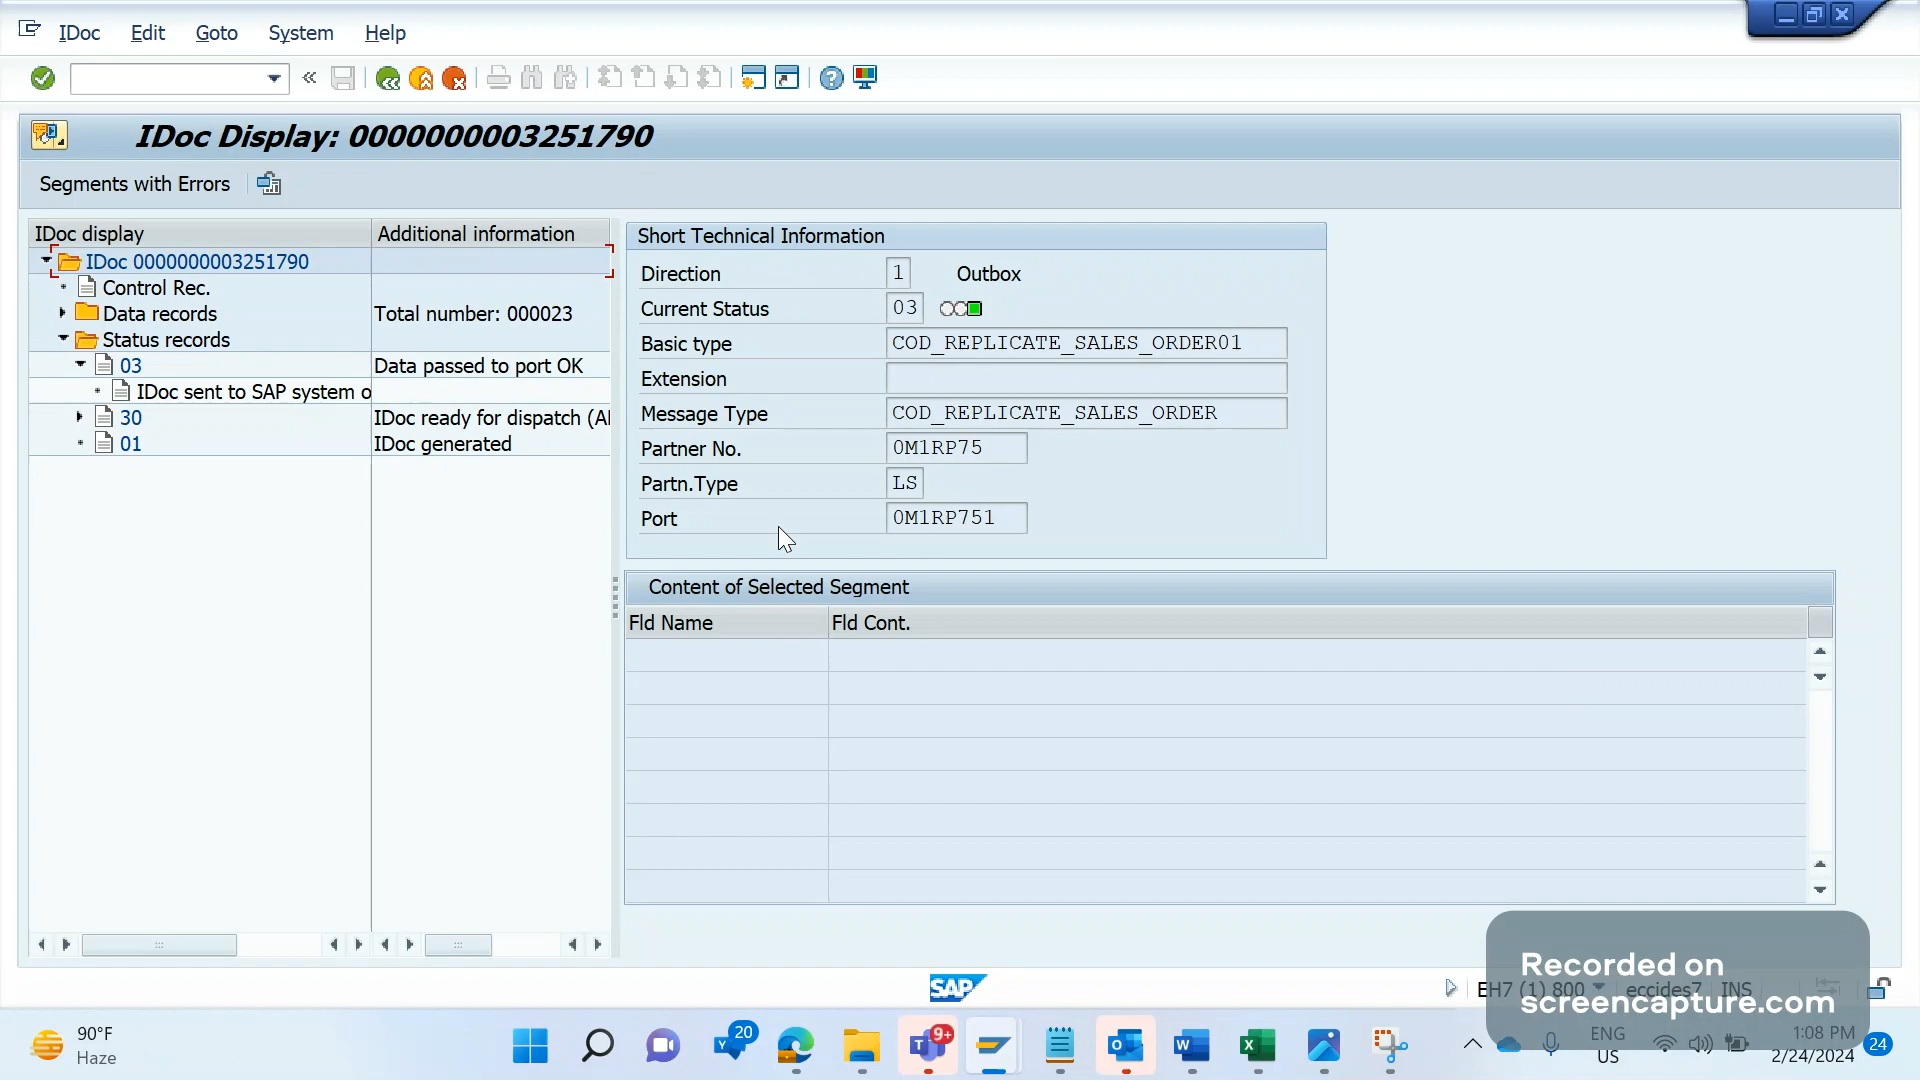 IDoc Edit Goto System Help
IDoc Display: 0000000003251790
Segments with Errors
IDoc display Additional information
IDoc 0000000003251790
Control Rec.
Data records Total number: 000023
Status records
03 Data passed to port OK
IDoc sent to SAP system o
30 IDoc ready for dispatch (AL
01 IDoc generated
Short Technical Information
Direction 1 Outbox
Current Status 03
Basic type COD_REPLICATE_SALES_ORDER01
Extension
Message Type COD_REPLICATE_SALES_ORDER
Partner No. 0M1RP75
Partn.Type LS
Port 0M1RP751
Content of Selected Segment
Fld Name Fld Cont.
SAP
EH7 (1) 800 eccides7 INS
Recorded on
screencapture.com
90°F
Haze
20
9+
ENG
US
1:08 PM
2/24/2024
24